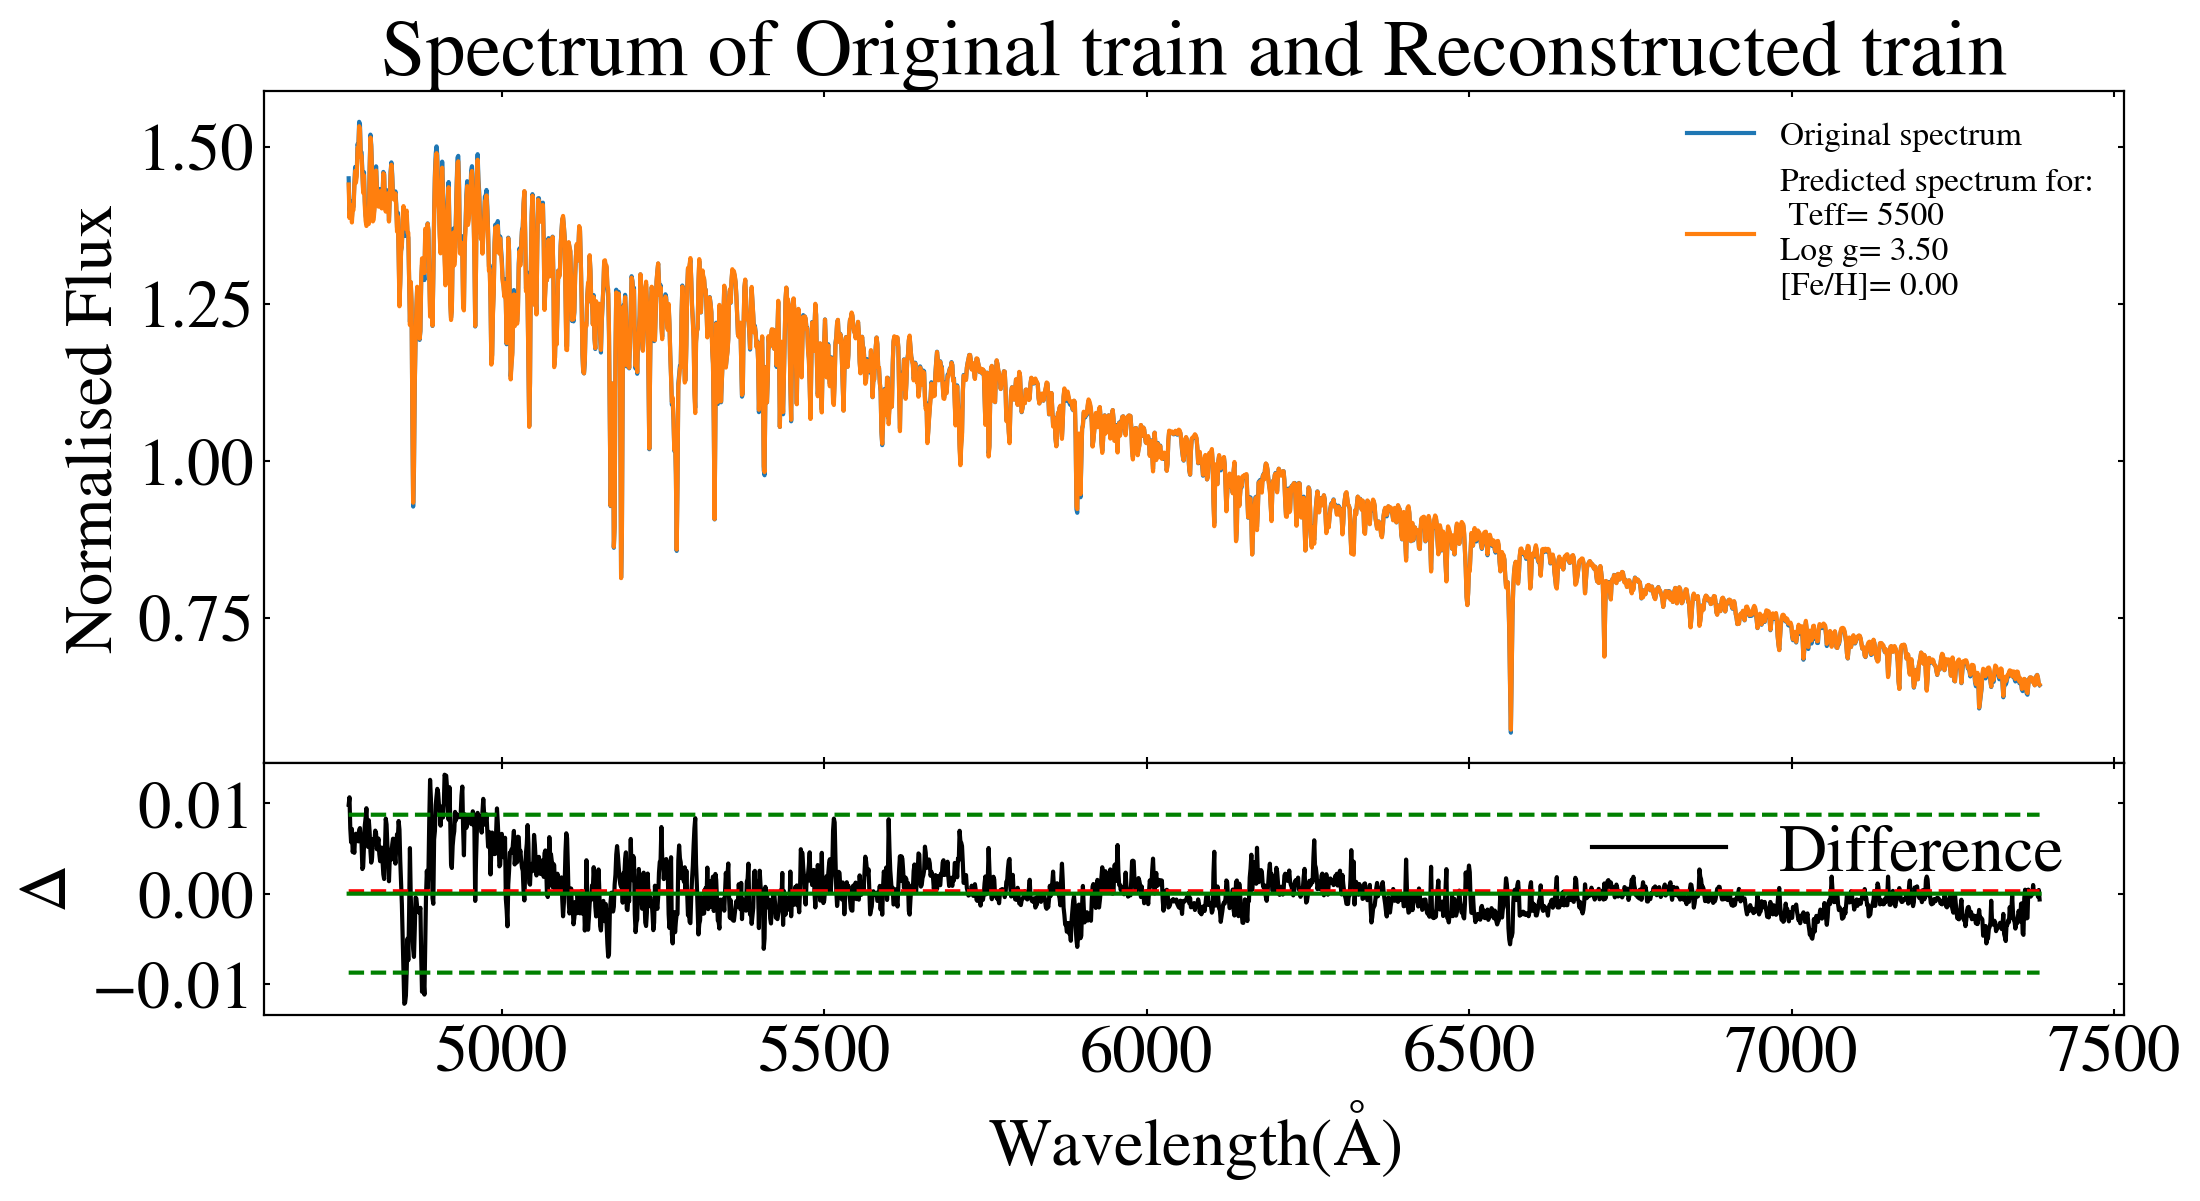 Spectrum of Original train and Reconstructed train
Normalised Flux
1.50
1.25
1.00
0.75
Original spectrum
Predicted spectrum for:
Teff= 5500
Log g= 3.50
[Fe/H]= 0.00
Δ
0.01
0.00
−0.01
Difference
5000 5500 6000 6500 7000 7500
Wavelength(Å)